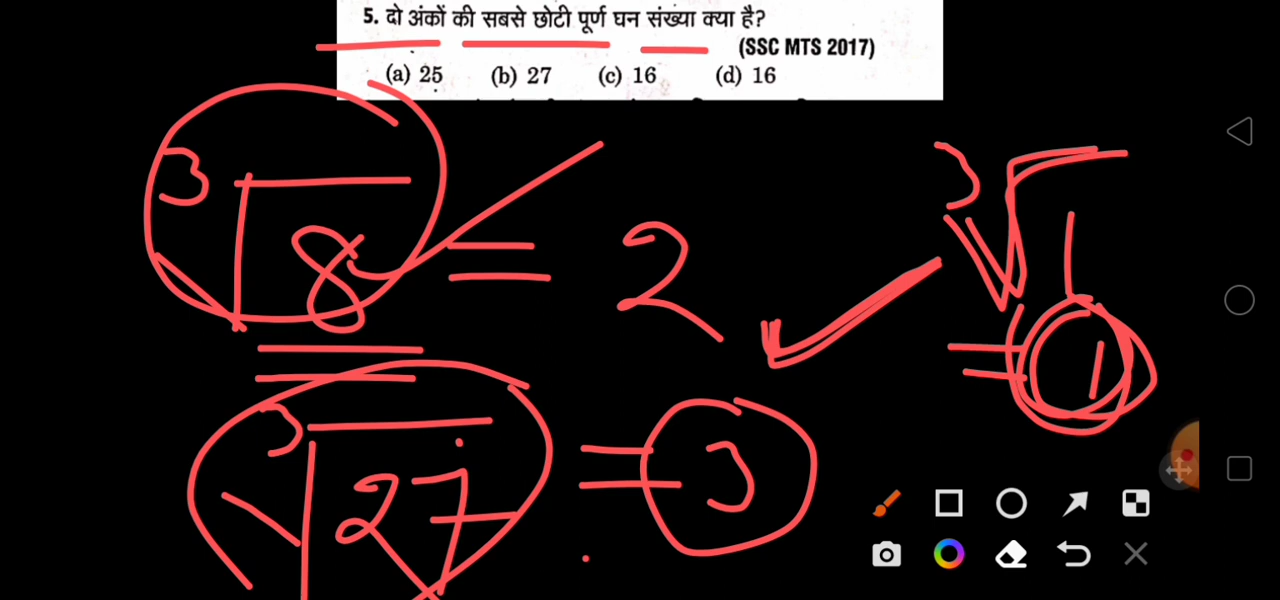 5. दो अंकों की सबसे छोटी पूर्ण घन संख्या क्या है?
(SSC MTS 2017)
(a) 25 (b) 27 (c) 16 (d) 16
∛8 = 2
∛1
= 1
∛27 = 3